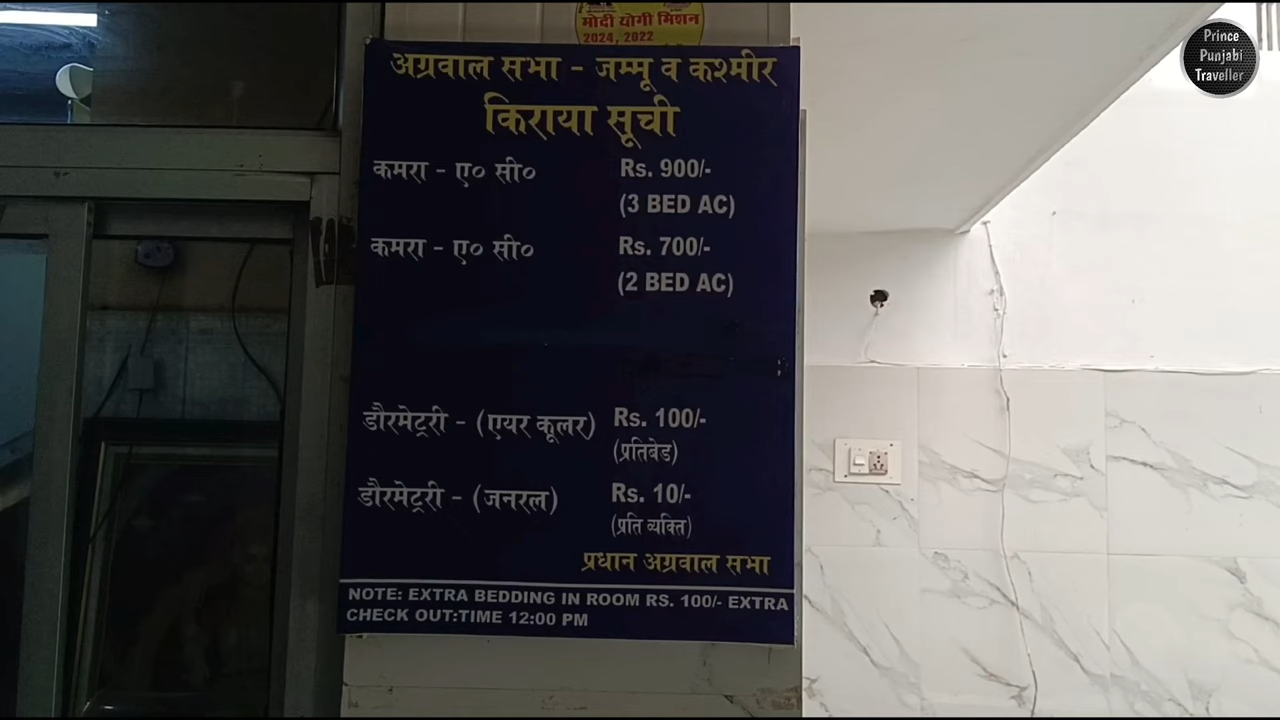 मोदी योगी मिशन
2024, 2022
Prince
Punjabi
Traveller
अग्रवाल सभा - जम्मू व कश्मीर
किराया सूची
कमरा - ए० सी० Rs. 900/-
(3 BED AC)
कमरा - ए० सी० Rs. 700/-
(2 BED AC)
डौरमेट्ररी - (एयर कूलर) Rs. 100/-
(प्रतिबेड)
डौरमेट्ररी - (जनरल) Rs. 10/-
(प्रति व्यक्ति)
प्रधान अग्रवाल सभा
NOTE: EXTRA BEDDING IN ROOM RS. 100/- EXTRA
CHECK OUT:TIME 12:00 PM